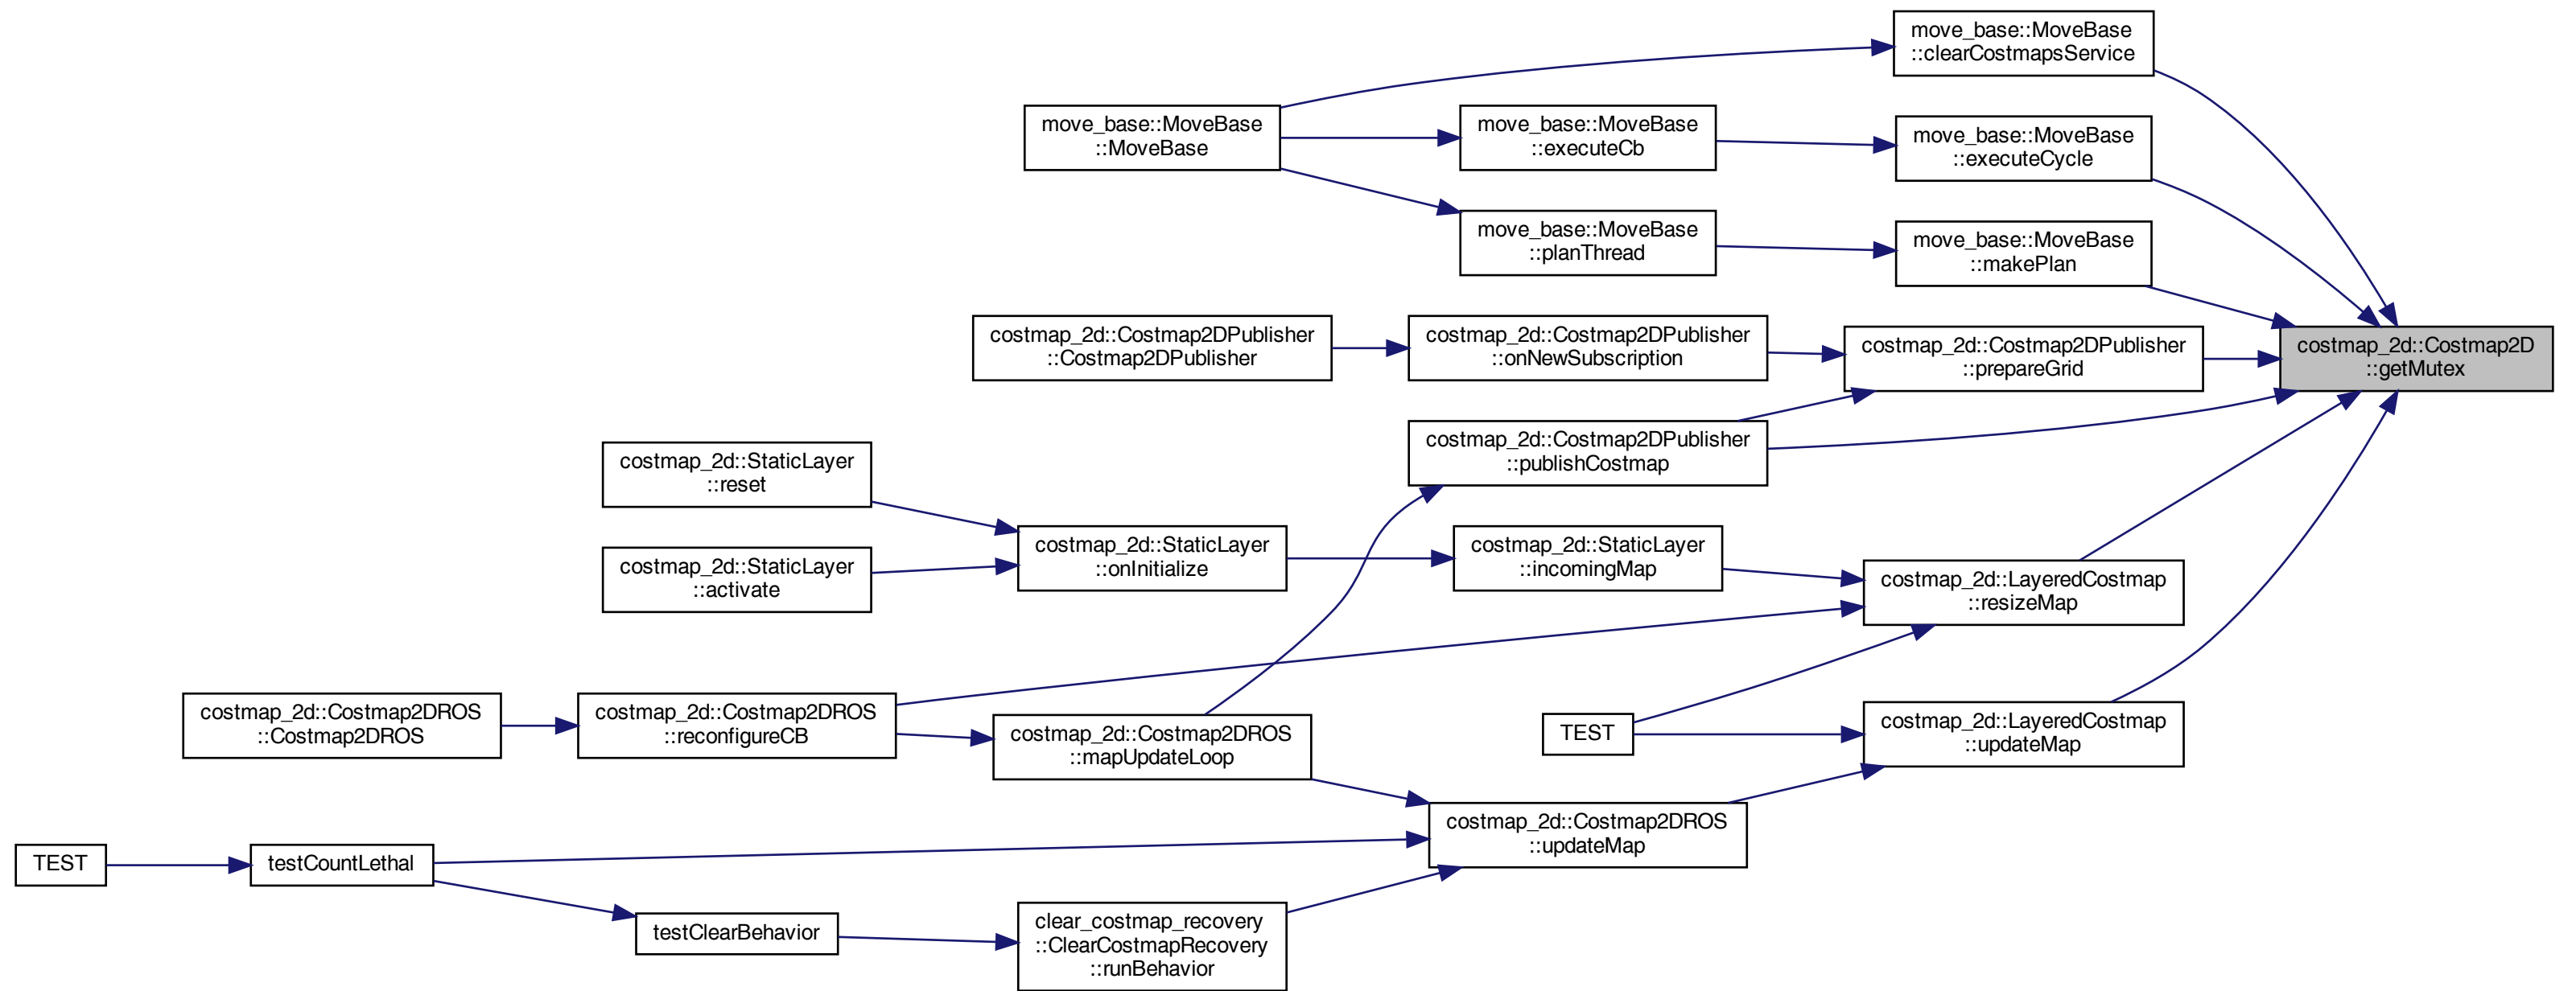 move_base::MoveBase
::clearCostmapsService
move_base::MoveBase
::MoveBase
move_base::MoveBase
::executeCb
move_base::MoveBase
::executeCycle
move_base::MoveBase
::planThread
move_base::MoveBase
::makePlan
costmap_2d::Costmap2DPublisher
::Costmap2DPublisher
costmap_2d::Costmap2DPublisher
::onNewSubscription
costmap_2d::Costmap2DPublisher
::prepareGrid
costmap_2d::Costmap2D
::getMutex
costmap_2d::Costmap2DPublisher
::publishCostmap
costmap_2d::StaticLayer
::reset
costmap_2d::StaticLayer
::activate
costmap_2d::StaticLayer
::onInitialize
costmap_2d::StaticLayer
::incomingMap
costmap_2d::LayeredCostmap
::resizeMap
costmap_2d::Costmap2DROS
::Costmap2DROS
costmap_2d::Costmap2DROS
::reconfigureCB
costmap_2d::Costmap2DROS
::mapUpdateLoop
TEST
costmap_2d::LayeredCostmap
::updateMap
costmap_2d::Costmap2DROS
::updateMap
TEST
testCountLethal
testClearBehavior
clear_costmap_recovery
::ClearCostmapRecovery
::runBehavior